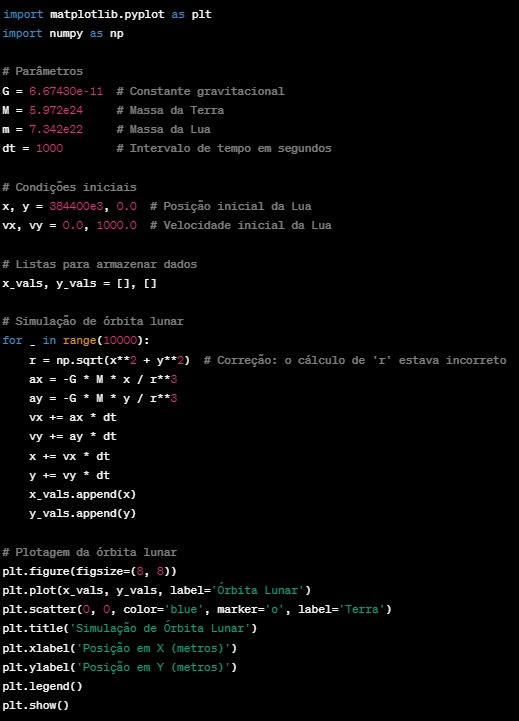 import matplotlib.pyplot as plt
import numpy as np

# Parâmetros
G = 6.67430e-11  # Constante gravitacional
M = 5.972e24     # Massa da Terra
m = 7.342e22     # Massa da Lua
dt = 1000        # Intervalo de tempo em segundos

# Condições iniciais
x, y = 384400e3, 0.0  # Posição inicial da Lua
vx, vy = 0.0, 1000.0  # Velocidade inicial da Lua

# Listas para armazenar dados
x_vals, y_vals = [], []

# Simulação de órbita lunar
for _ in range(10000):
    r = np.sqrt(x**2 + y**2)  # Correção: o cálculo de 'r' estava incorreto
    ax = -G * M * x / r**3
    ay = -G * M * y / r**3
    vx += ax * dt
    vy += ay * dt
    x += vx * dt
    y += vy * dt
    x_vals.append(x)
    y_vals.append(y)

# Plotagem da órbita lunar
plt.figure(figsize=(8, 8))
plt.plot(x_vals, y_vals, label='Órbita Lunar')
plt.scatter(0, 0, color='blue', marker='o', label='Terra')
plt.title('Simulação de Órbita Lunar')
plt.xlabel('Posição em X (metros)')
plt.ylabel('Posição em Y (metros)')
plt.legend()
plt.show()